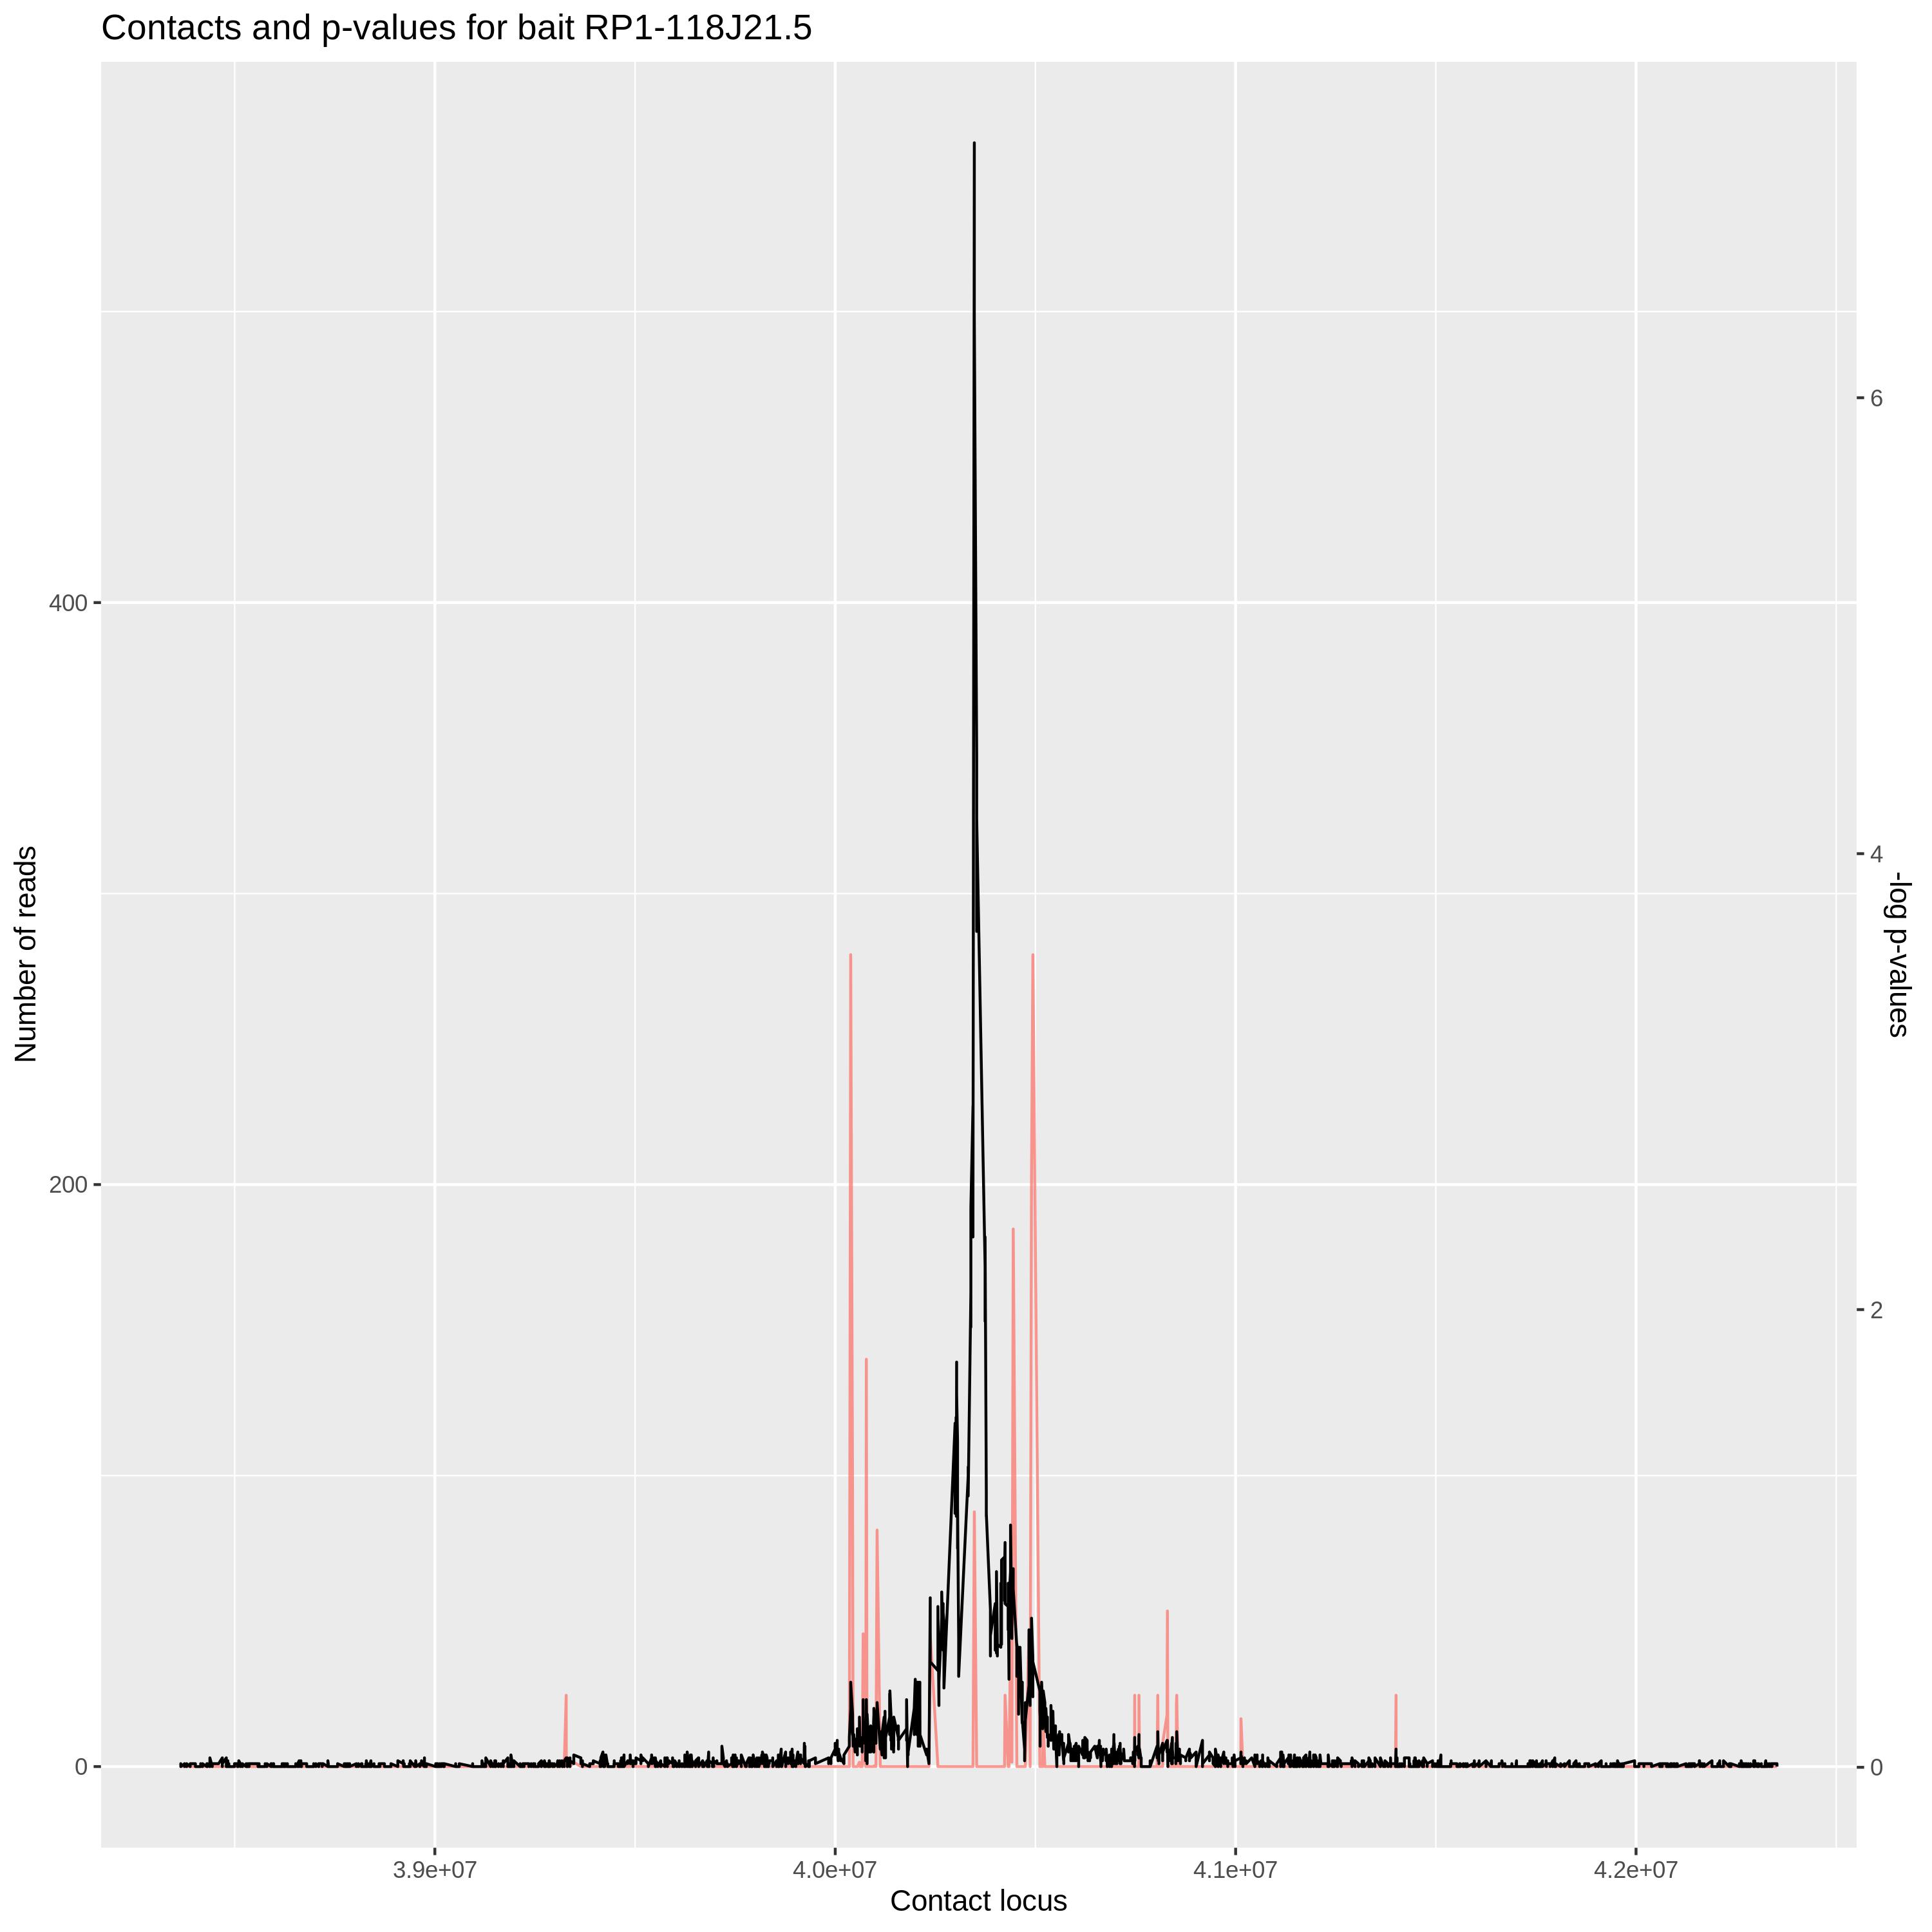 Contacts and p-values for bait RP1-118J21.5
Number of reads
400
200
0
6
4
2
0
-log p-values
3.9e+07
4.0e+07
4.1e+07
4.2e+07
Contact locus